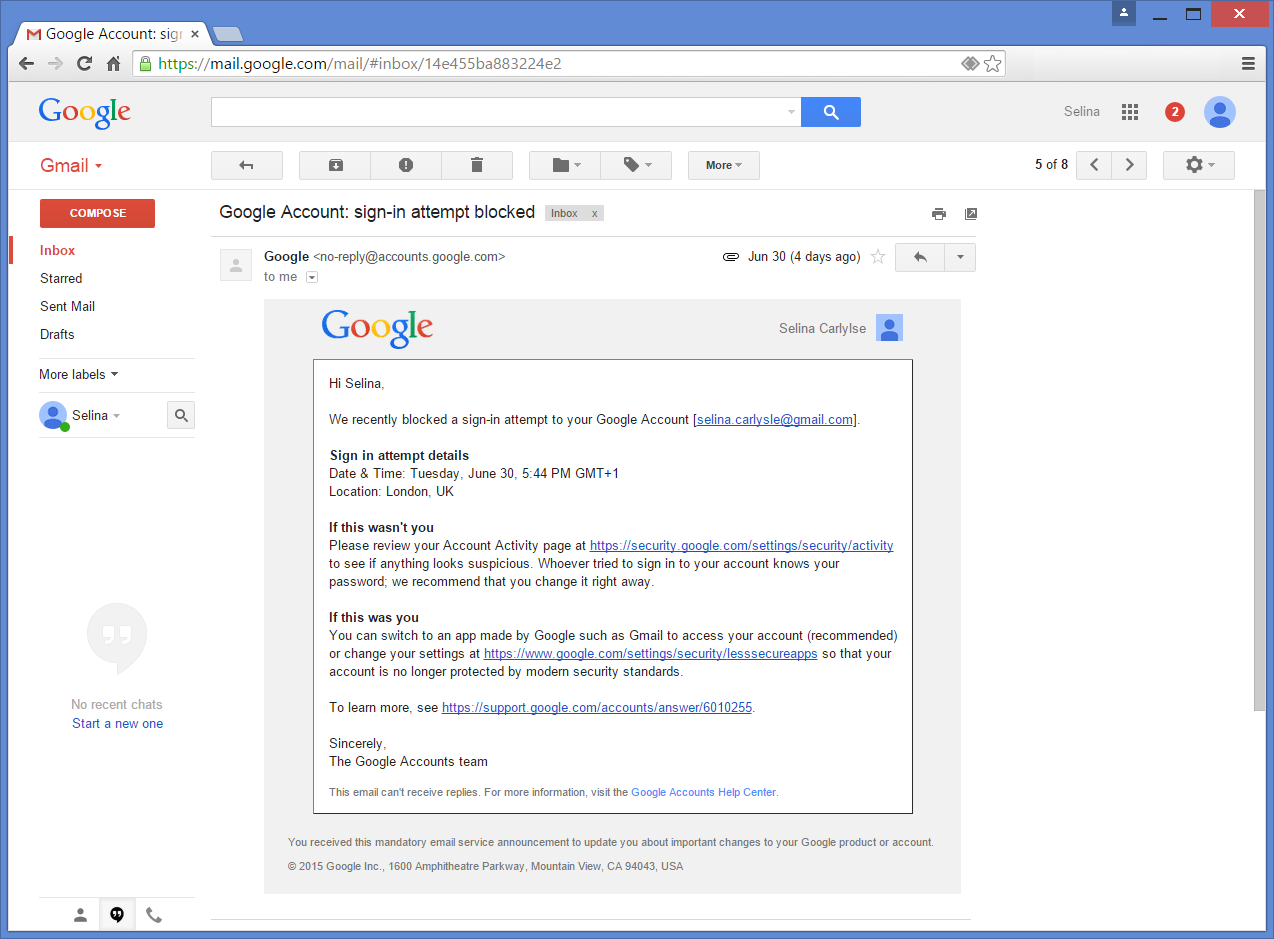 Google Account: sign
https://mail.google.com/mail/#inbox/14e455ba883224e2
Google
Selina
2
Gmail
More
5 of 8
COMPOSE
Google Account: sign-in attempt blocked
Inbox x
Inbox
Starred
Sent Mail
Drafts
More labels
Selina
No recent chats
Start a new one
Google <no-reply@accounts.google.com>
Jun 30 (4 days ago)
to me
Google
Selina Carlylse
Hi Selina,
We recently blocked a sign-in attempt to your Google Account [selina.carlysle@gmail.com].
Sign in attempt details
Date & Time: Tuesday, June 30, 5:44 PM GMT+1
Location: London, UK
If this wasn't you
Please review your Account Activity page at https://security.google.com/settings/security/activity
to see if anything looks suspicious. Whoever tried to sign in to your account knows your
password; we recommend that you change it right away.
If this was you
You can switch to an app made by Google such as Gmail to access your account (recommended)
or change your settings at https://www.google.com/settings/security/lesssecureapps so that your
account is no longer protected by modern security standards.
To learn more, see https://support.google.com/accounts/answer/6010255.
Sincerely,
The Google Accounts team
This email can't receive replies. For more information, visit the Google Accounts Help Center.
You received this mandatory email service announcement to update you about important changes to your Google product or account.
© 2015 Google Inc., 1600 Amphitheatre Parkway, Mountain View, CA 94043, USA